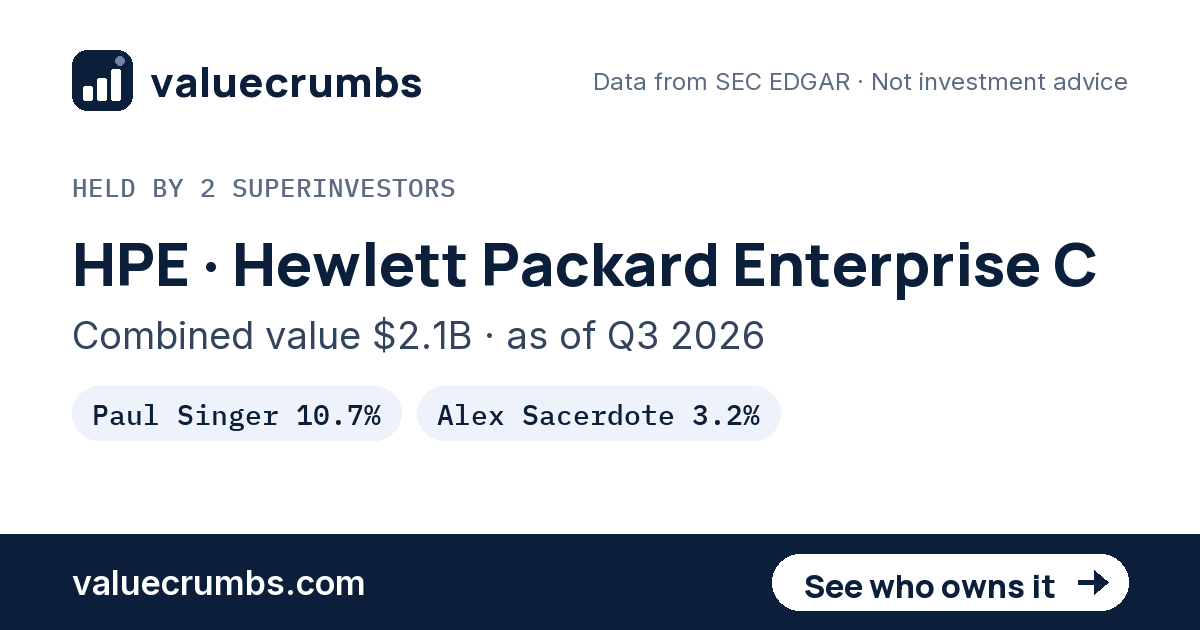 valuecrumbs
Data from SEC EDGAR · Not investment advice
HELD BY 2 SUPERINVESTORS
HPE · Hewlett Packard Enterprise C
Combined value $2.1B · as of Q3 2026
Paul Singer 10.7%
Alex Sacerdote 3.2%
valuecrumbs.com
See who owns it →